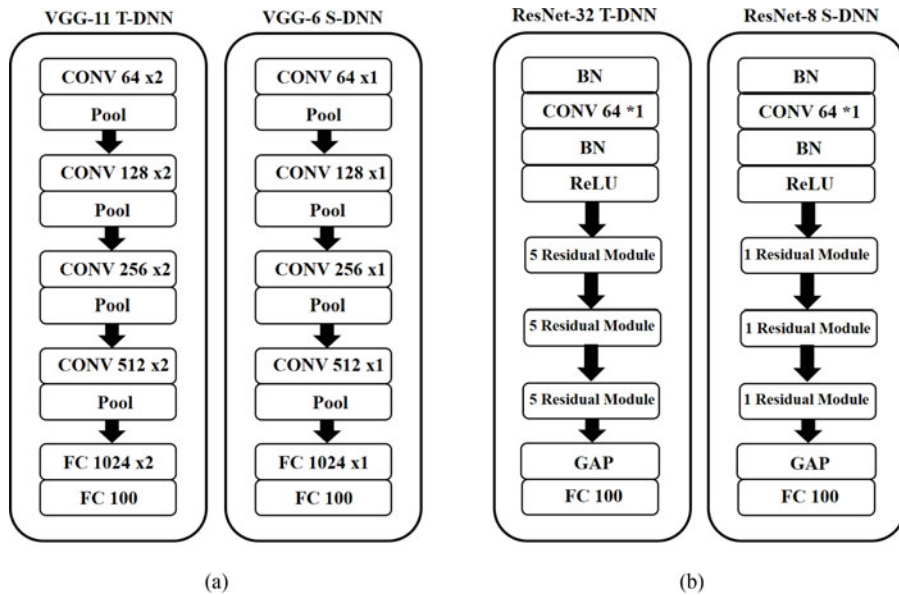 VGG-11 T-DNN
CONV 64 x2
Pool
CONV 128 x2
Pool
CONV 256 x2
Pool
CONV 512 x2
Pool
FC 1024 x2
FC 100
VGG-6 S-DNN
CONV 64 x1
Pool
CONV 128 x1
Pool
CONV 256 x1
Pool
CONV 512 x1
Pool
FC 1024 x1
FC 100
(a)
ResNet-32 T-DNN
BN
CONV 64 *1
BN
ReLU
5 Residual Module
5 Residual Module
5 Residual Module
GAP
FC 100
ResNet-8 S-DNN
BN
CONV 64 *1
BN
ReLU
1 Residual Module
1 Residual Module
1 Residual Module
GAP
FC 100
(b)